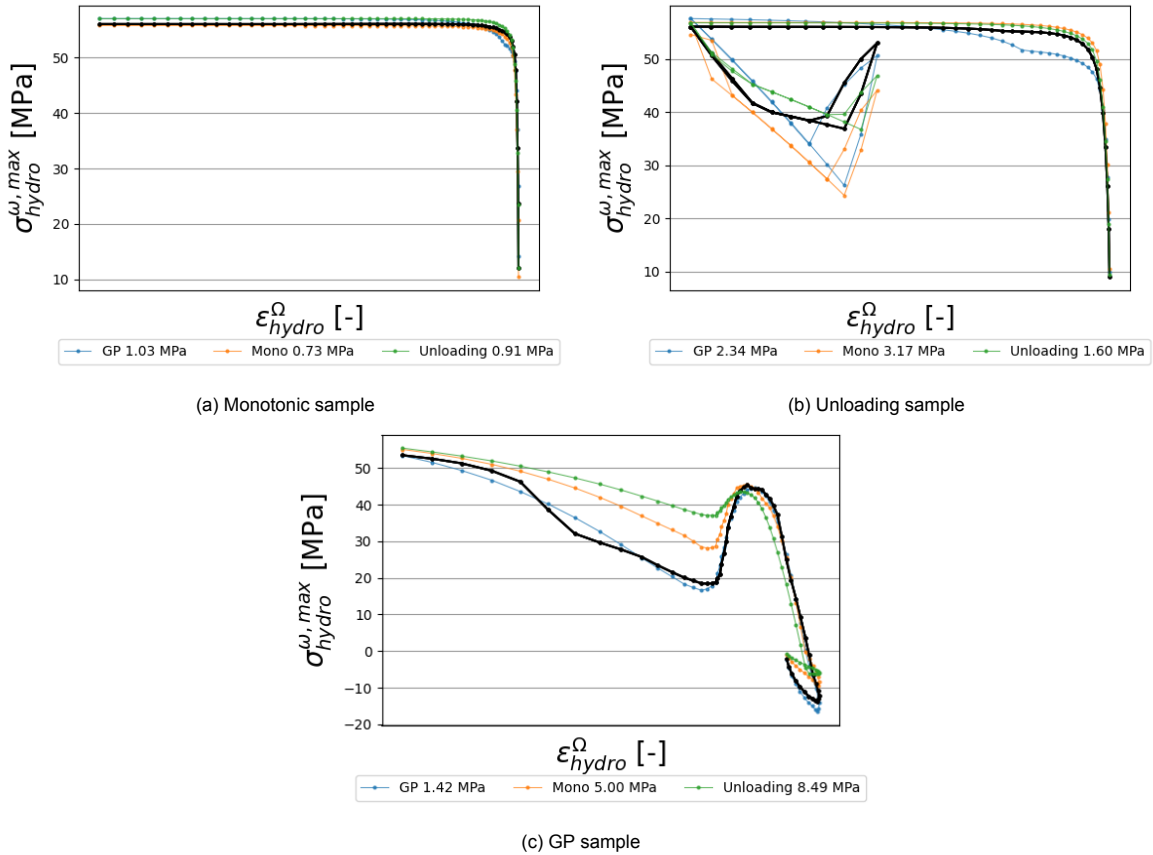 50
40
30
20
10
σ^{ω, max}_{hydro} [MPa]
ε^Ω_{hydro} [-]
GP 1.03 MPa Mono 0.73 MPa Unloading 0.91 MPa
(a) Monotonic sample
50
40
30
20
10
σ^{ω, max}_{hydro} [MPa]
ε^Ω_{hydro} [-]
GP 2.34 MPa Mono 3.17 MPa Unloading 1.60 MPa
(b) Unloading sample
50
40
30
20
10
0
−10
−20
σ^{ω, max}_{hydro} [MPa]
ε^Ω_{hydro} [-]
GP 1.42 MPa Mono 5.00 MPa Unloading 8.49 MPa
(c) GP sample